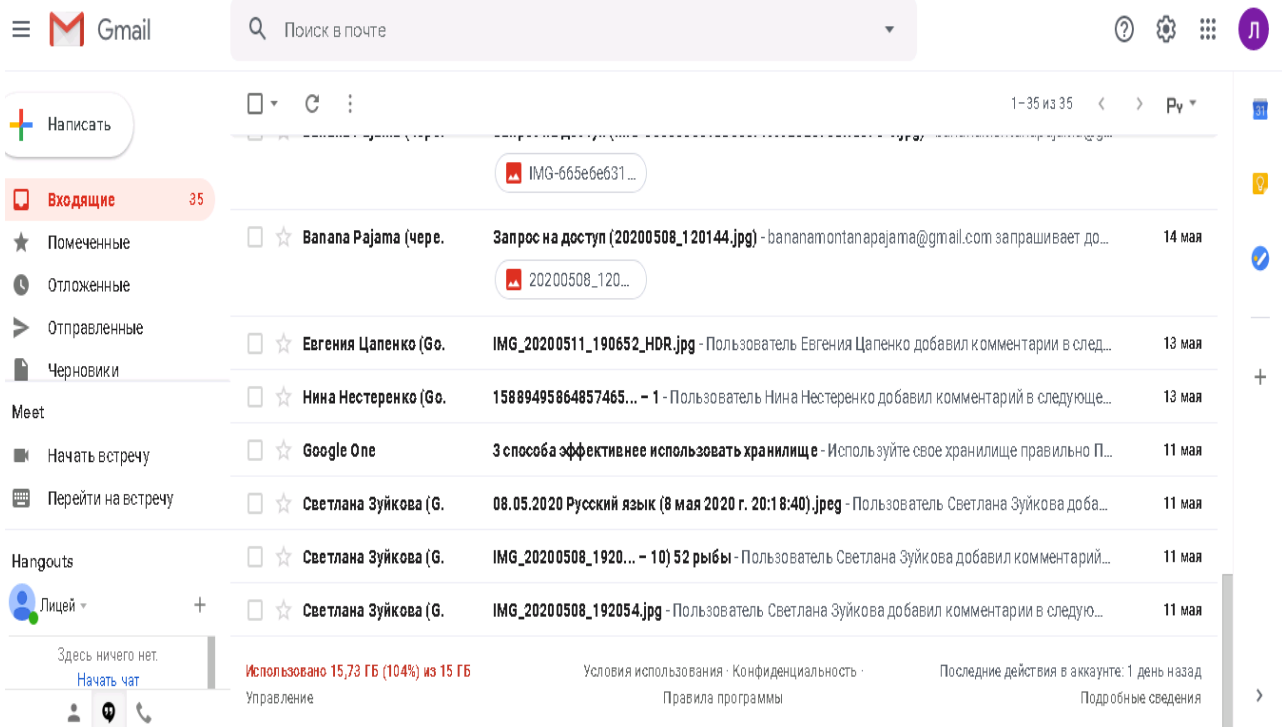 Gmail
Поиск в почте
Л
Написать
1–35 из 35
Ру
31
IMG-665e6e631...
Входящие 35
Помеченные
Отложенные
Отправленные
Черновики
Banana Pajama (чере. Запрос на доступ (20200508_120144.jpg) - bananamontanapajama@gmail.com запрашивает до... 14 мая
20200508_120...
Евгения Цапенко (Go. IMG_20200511_190652_HDR.jpg - Пользователь Евгения Цапенко добавил комментарии в след... 13 мая
Нина Нестеренко (Go. 15889495864857465... – 1 - Пользователь Нина Нестеренко добавил комментарий в следующе... 13 мая
Google One 3 способа эффективнее использовать хранилище - Используйте свое хранилище правильно П... 11 мая
Светлана Зуйкова (G. 08.05.2020 Русский язык (8 мая 2020 г. 20:18:40).jpeg - Пользователь Светлана Зуйкова доба... 11 мая
Светлана Зуйкова (G. IMG_20200508_1920... – 10) 52 рыбы - Пользователь Светлана Зуйкова добавил комментарий... 11 мая
Светлана Зуйкова (G. IMG_20200508_192054.jpg - Пользователь Светлана Зуйкова добавил комментарии в следую... 11 мая
Meet
Начать встречу
Перейти на встречу
Hangouts
Лицей
Здесь ничего нет.
Начать чат
Использовано 15,73 ГБ (104%) из 15 ГБ
Управление
Условия использования · Конфиденциальность ·
Правила программы
Последние действия в аккаунте: 1 день назад
Подробные сведения